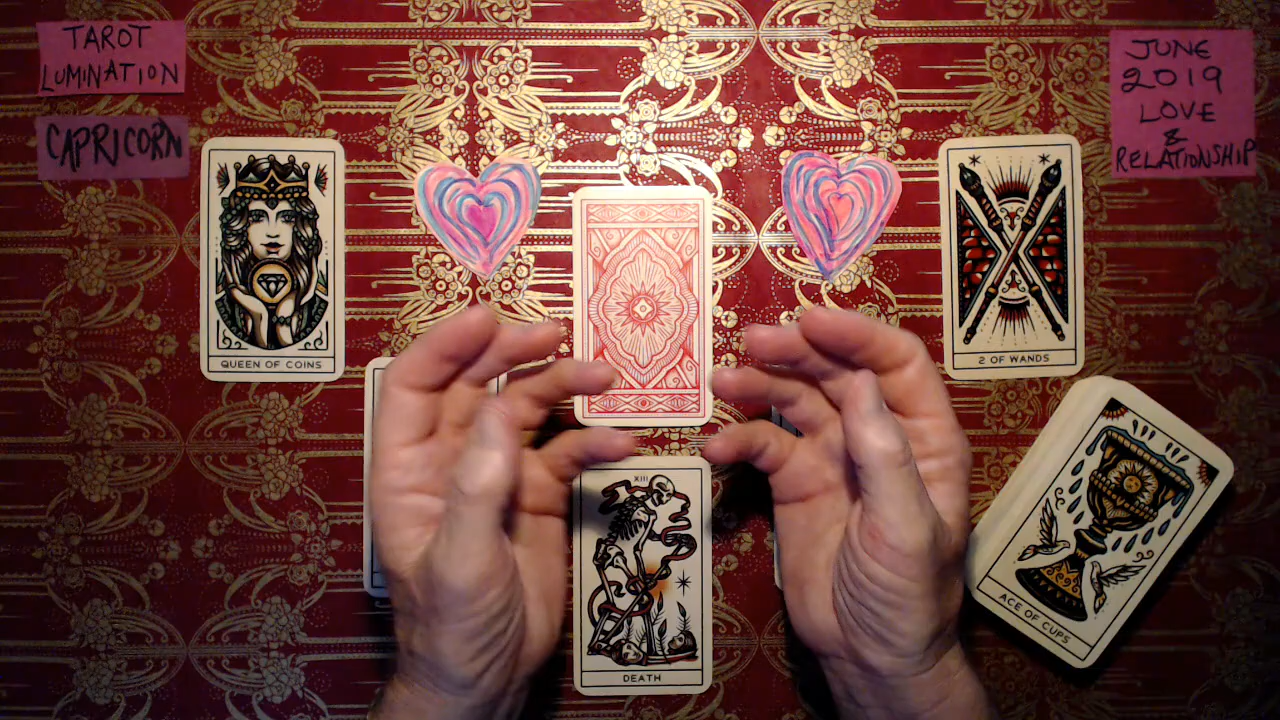 TAROT
LUMINATION
CAPRICORN
JUNE
2019
LOVE
&
RELATIONSHIP
QUEEN OF COINS
2 OF WANDS
XIII
DEATH
ACE OF CUPS